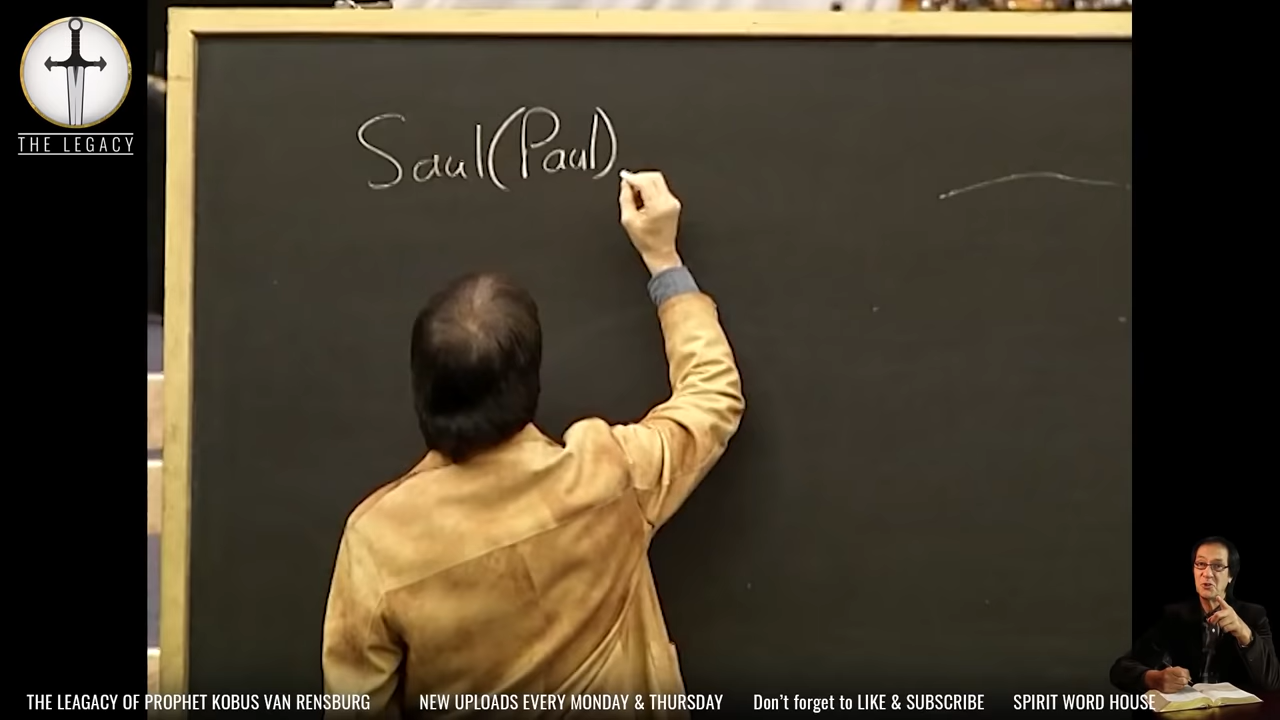 THE LEGACY
Saul(Paul)
THE LEAGACY OF PROPHET KOBUS VAN RENSBURG NEW UPLOADS EVERY MONDAY & THURSDAY Don't forget to LIKE & SUBSCRIBE SPIRIT WORD HOUSE